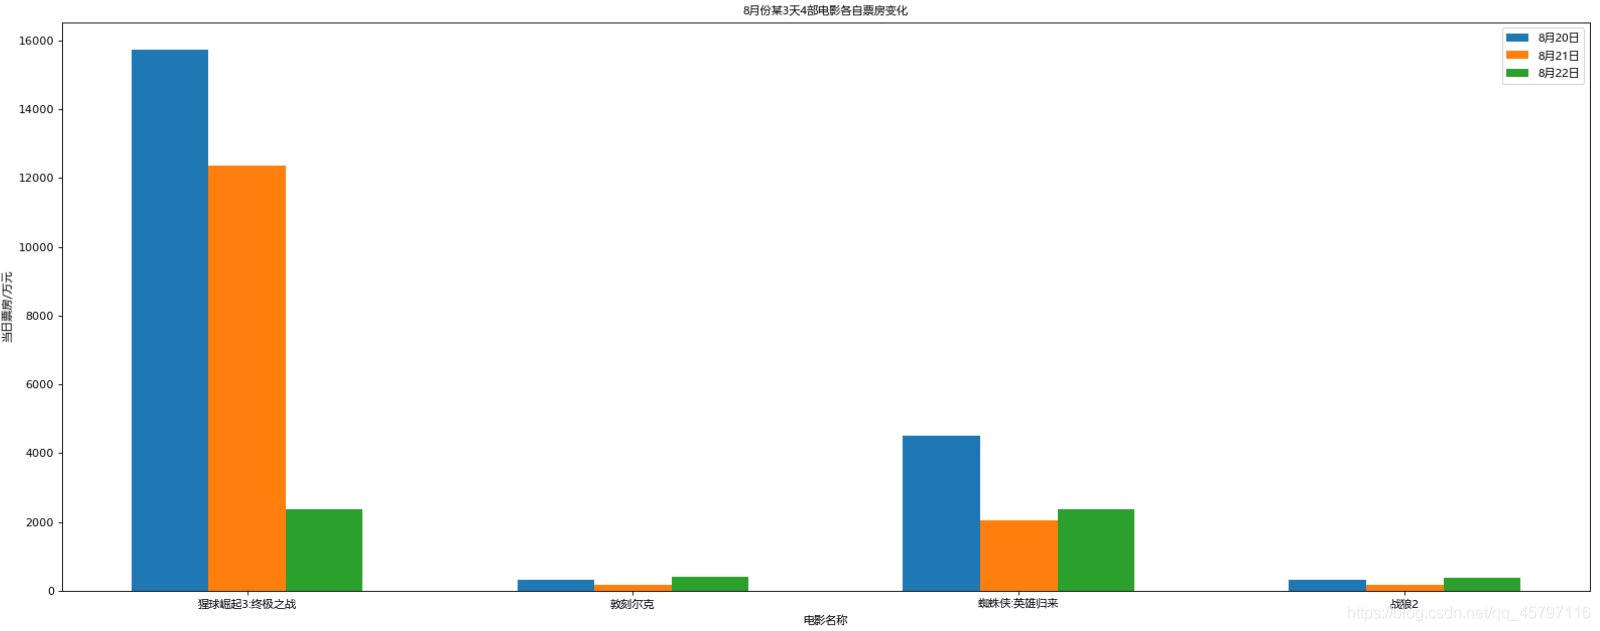 8月份某3天4部电影各自票房变化
8月20日
8月21日
8月22日
16000
14000
12000
10000
8000
6000
4000
2000
0
当日票房/万元
猩球崛起3:终极之战
敦刻尔克
蜘蛛侠:英雄归来
战狼2
电影名称
https://blog.csdn.net/qq_45797116